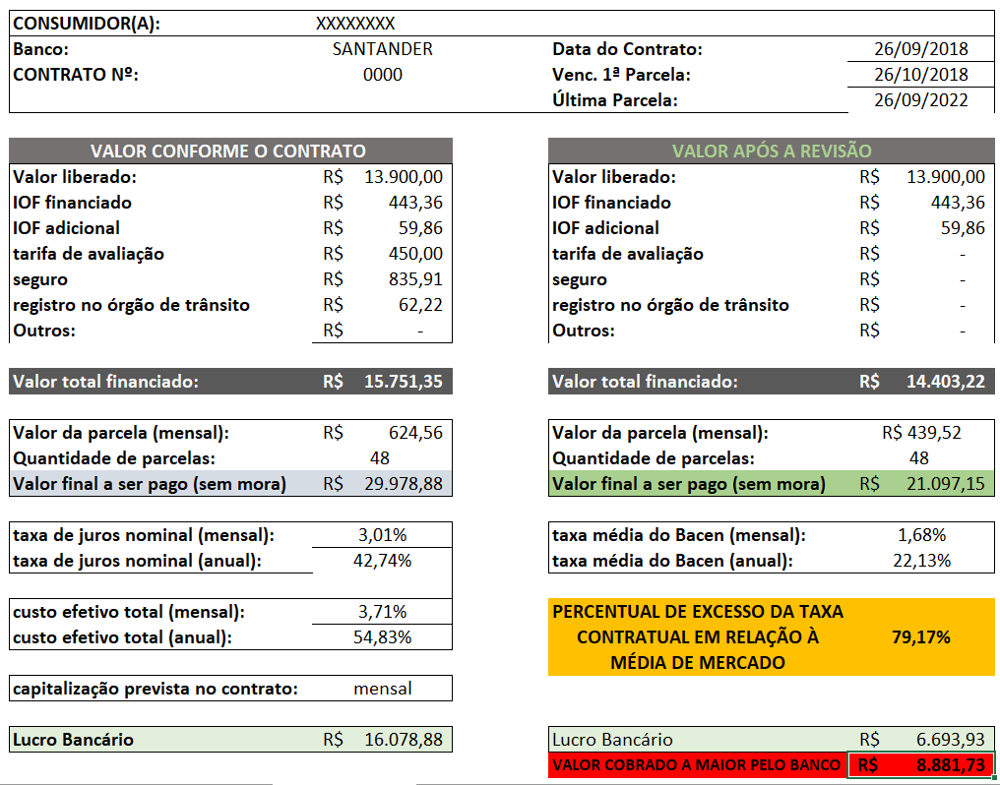 CONSUMIDOR(A): XXXXXXXX
Banco: SANTANDER Data do Contrato: 26/09/2018
CONTRATO Nº: 0000 Venc. 1ª Parcela: 26/10/2018
Última Parcela: 26/09/2022
VALOR CONFORME O CONTRATO VALOR APÓS A REVISÃO
Valor liberado: R$ 13.900,00 Valor liberado: R$ 13.900,00
IOF financiado R$ 443,36 IOF financiado R$ 443,36
IOF adicional R$ 59,86 IOF adicional R$ 59,86
tarifa de avaliação R$ 450,00 tarifa de avaliação R$ -
seguro R$ 835,91 seguro R$ -
registro no órgão de trânsito R$ 62,22 registro no órgão de trânsito R$ -
Outros: R$ - Outros: R$ -
Valor total financiado: R$ 15.751,35 Valor total financiado: R$ 14.403,22
Valor da parcela (mensal): R$ 624,56 Valor da parcela (mensal): R$ 439,52
Quantidade de parcelas: 48 Quantidade de parcelas: 48
Valor final a ser pago (sem mora) R$ 29.978,88 Valor final a ser pago (sem mora) R$ 21.097,15
taxa de juros nominal (mensal): 3,01% taxa média do Bacen (mensal): 1,68%
taxa de juros nominal (anual): 42,74% taxa média do Bacen (anual): 22,13%
custo efetivo total (mensal): 3,71% PERCENTUAL DE EXCESSO DA TAXA
custo efetivo total (anual): 54,83% CONTRATUAL EM RELAÇÃO À 79,17%
MÉDIA DE MERCADO
capitalização prevista no contrato: mensal
Lucro Bancário R$ 16.078,88 Lucro Bancário R$ 6.693,93
VALOR COBRADO A MAIOR PELO BANCO R$ 8.881,73